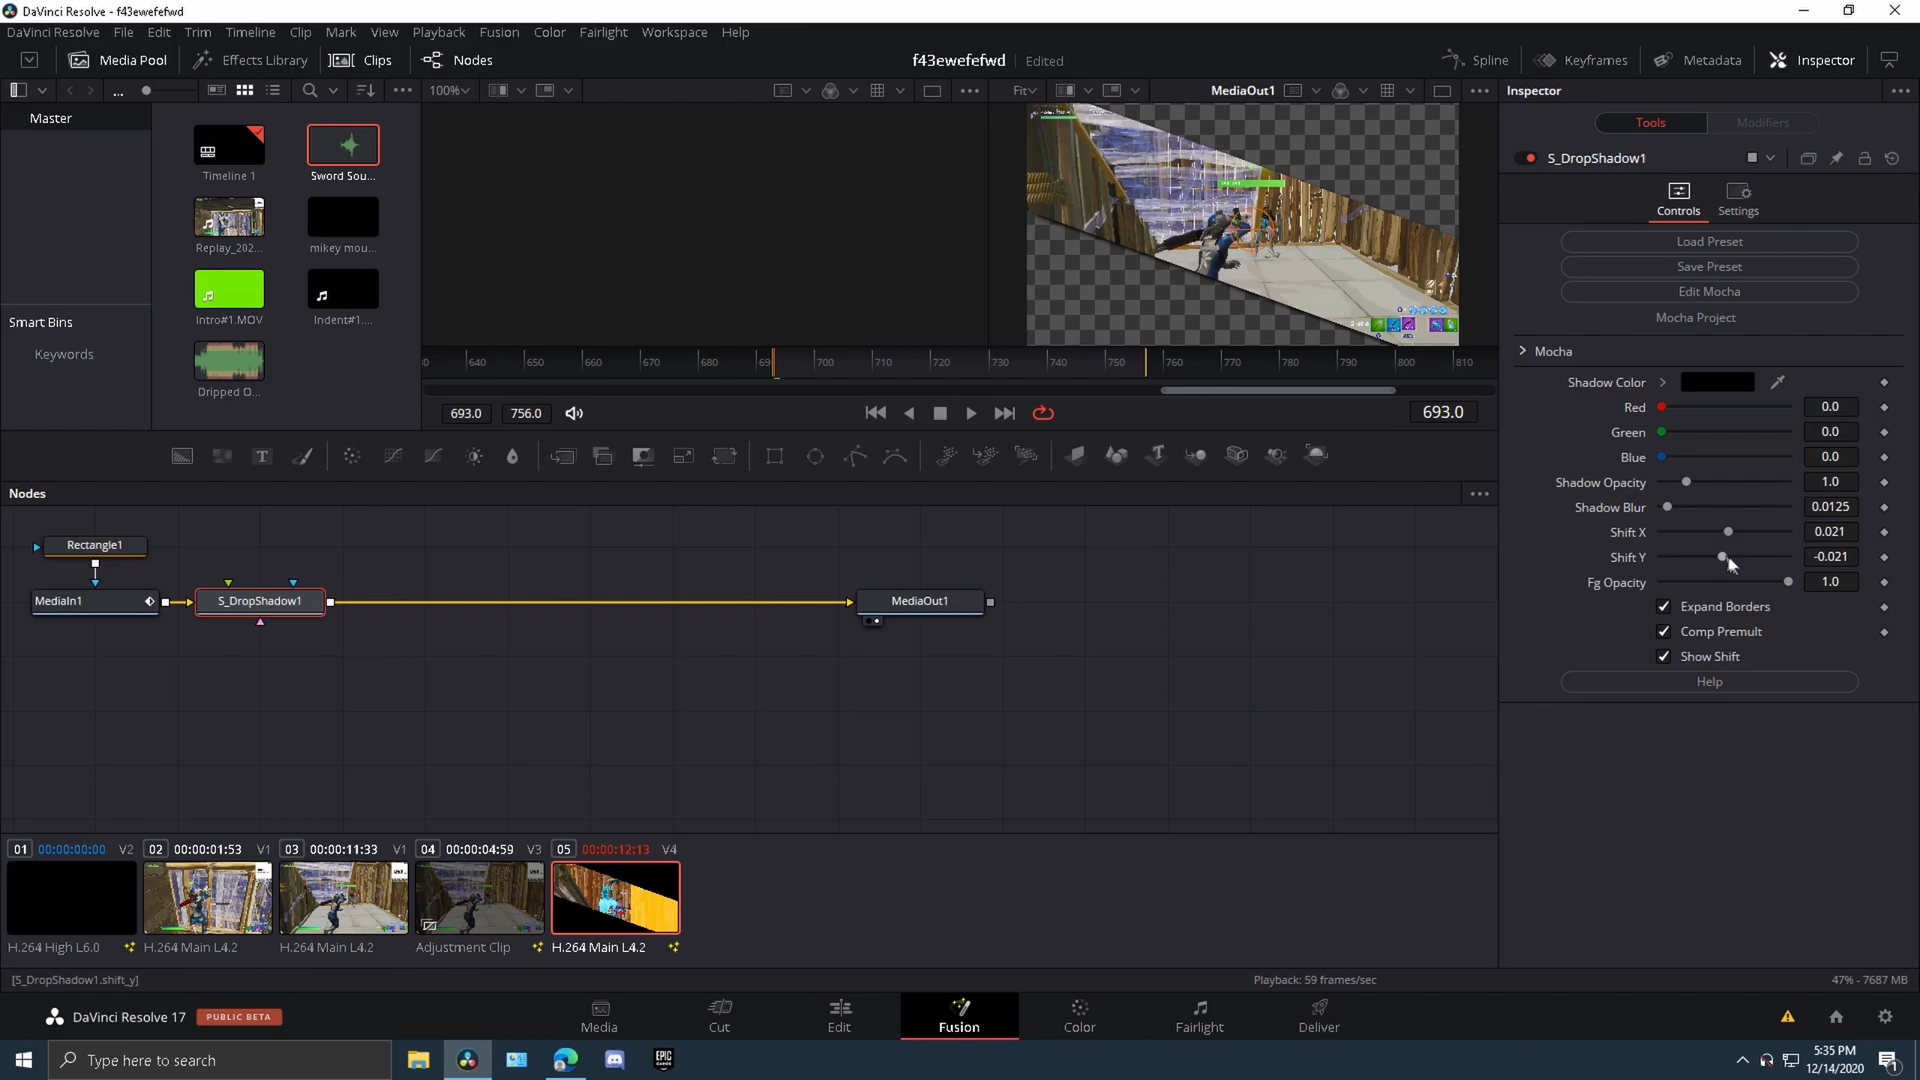 DaVinci Resolve - f43ewefefwd
DaVinci Resolve File Edit Trim Timeline Clip Mark View Playback Fusion Color Fairlight Workspace Help
Media Pool Effects Library Clips Nodes f43ewefefwd Edited Spline Keyframes Metadata Inspector
... 100% Fit MediaOut1 Inspector
Master
Timeline 1
Sword Sou...
Replay_202...
mikey mou...
Intro#1.MOV
Indent#1....
Dripped O...
Smart Bins
Keywords
640 650 660 670 680 69 700 710 720 730 740 750 760 770 780 790 800 810
693.0 756.0 693.0
Tools Modifiers
S_DropShadow1
Controls Settings
Load Preset
Save Preset
Edit Mocha
Mocha Project
Mocha
Shadow Color
Red 0.0
Green 0.0
Blue 0.0
Shadow Opacity 1.0
Shadow Blur 0.0125
Shift X 0.021
Shift Y -0.021
Fg Opacity 1.0
Expand Borders
Comp Premult
Show Shift
Help
T
Nodes
Rectangle1
MediaIn1
S_DropShadow1
MediaOut1
01 00:00:00:00 V2 02 00:00:01:53 V1 03 00:00:11:33 V1 04 00:00:04:59 V3 05 00:00:12:13 V4
H.264 High L6.0 H.264 Main L4.2 H.264 Main L4.2 Adjustment Clip H.264 Main L4.2
[S_DropShadow1.shift_y] Playback: 59 frames/sec 47% - 7687 MB
DaVinci Resolve 17 PUBLIC BETA Media Cut Edit Fusion Color Fairlight Deliver
Type here to search
EPIC GAMES
5:35 PM
12/14/2020
1